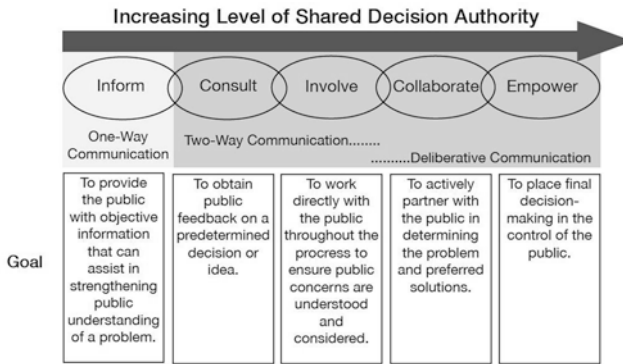 Increasing Level of Shared Decision Authority
Inform
Consult
Involve
Collaborate
Empower
One-Way
Communication
Two-Way Communication........
..........Deliberative Communication
Goal
To provide
the public
with objective
information
that can
assist in
strengthening
public
understanding
of a problem.
To obtain
public
feedback on a
predetermined
decision or
idea.
To work
directly with
the public
throughout the
procress to
ensure public
concerns are
understood
and
considered.
To actively
partner with
the public in
determining
the problem
and preferred
solutions.
To place final
decision-
making in the
control of the
public.